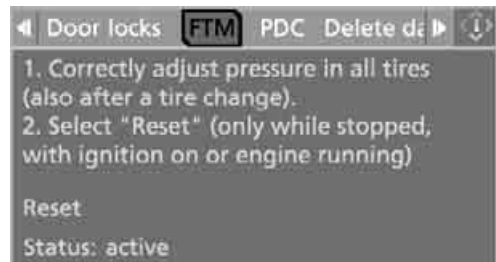 Door locks FTM PDC Delete da
1. Correctly adjust pressure in all tires
(also after a tire change).
2. Select "Reset" (only while stopped,
with ignition on or engine running)
Reset
Status: active